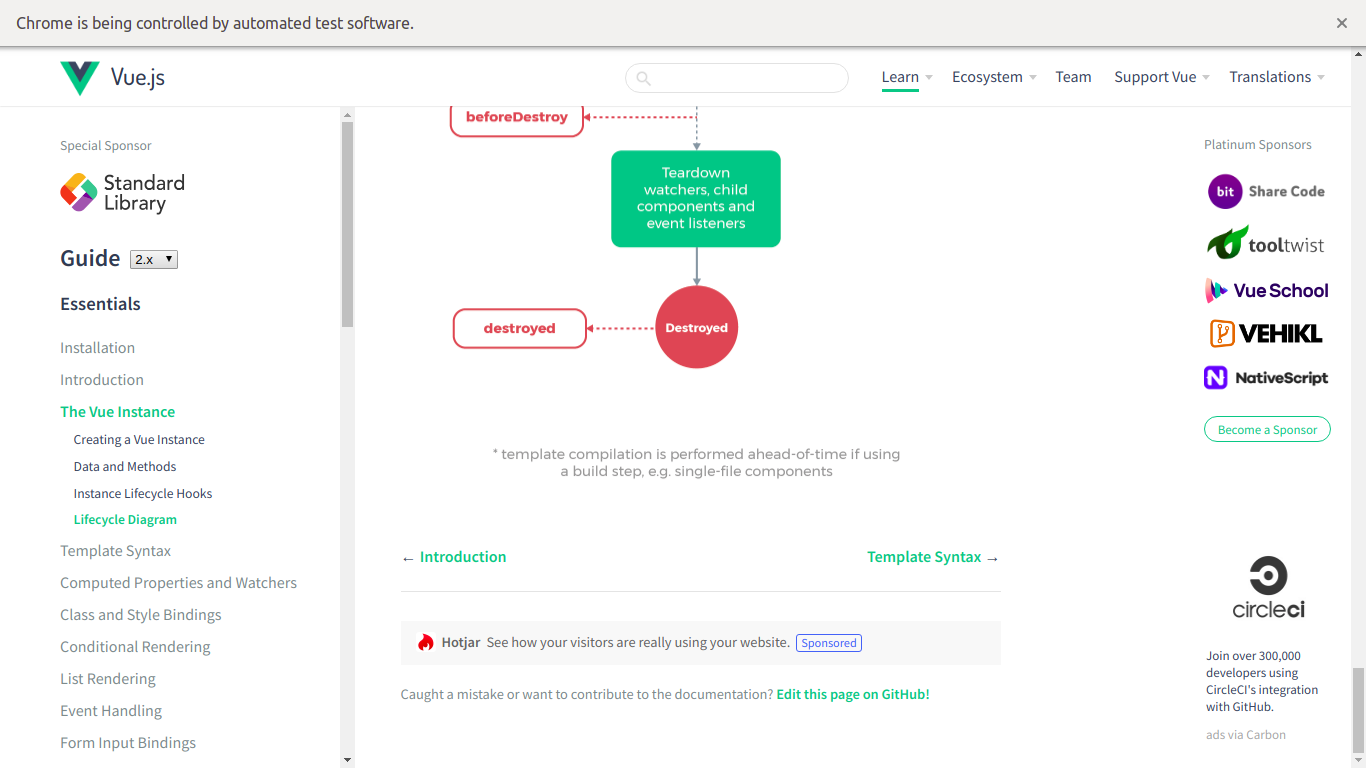 Chrome is being controlled by automated test software.
Vue.js
Learn
Ecosystem
Team
Support Vue
Translations
Special Sponsor
Standard
Library
Guide
2.x
Essentials
Installation
Introduction
The Vue Instance
Creating a Vue Instance
Data and Methods
Instance Lifecycle Hooks
Lifecycle Diagram
Template Syntax
Computed Properties and Watchers
Class and Style Bindings
Conditional Rendering
List Rendering
Event Handling
Form Input Bindings
beforeDestroy
Teardown
watchers, child
components and
event listeners
destroyed
Destroyed
* template compilation is performed ahead-of-time if using
a build step, e.g. single-file components
← Introduction
Template Syntax →
Hotjar See how your visitors are really using your website. Sponsored
Caught a mistake or want to contribute to the documentation? Edit this page on GitHub!
Platinum Sponsors
bit Share Code
tooltwist
Vue School
VEHIKL
N NativeScript
Become a Sponsor
circleci
Join over 300,000
developers using
CircleCI's integration
with GitHub.
ads via Carbon